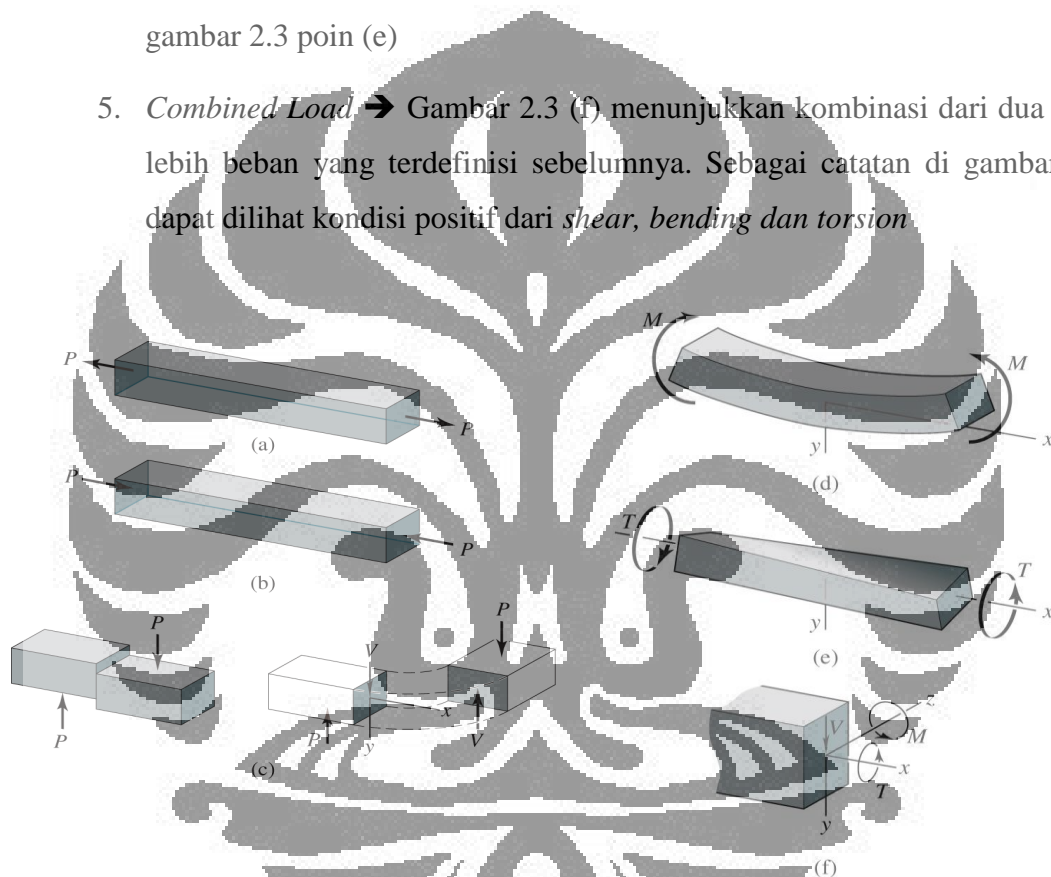 gambar 2.3 poin (e)
5. Combined Load ➔ Gambar 2.3 (f) menunjukkan kombinasi dari dua
lebih beban yang terdefinisi sebelumnya. Sebagai catatan di gambar
dapat dilihat kondisi positif dari shear, bending dan torsion
P
P
(a)
M
M
y
x
(d)
P
P
(b)
T
T
y
x
(e)
P
P
P
V
x
P
y
V
(c)
V
z
M
x
T
y
(f)